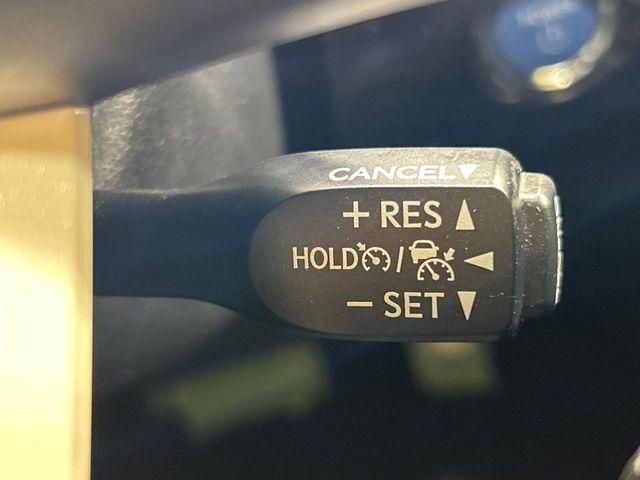 CANCEL▼
+ RES ▲
HOLD / ◄
− SET ▼